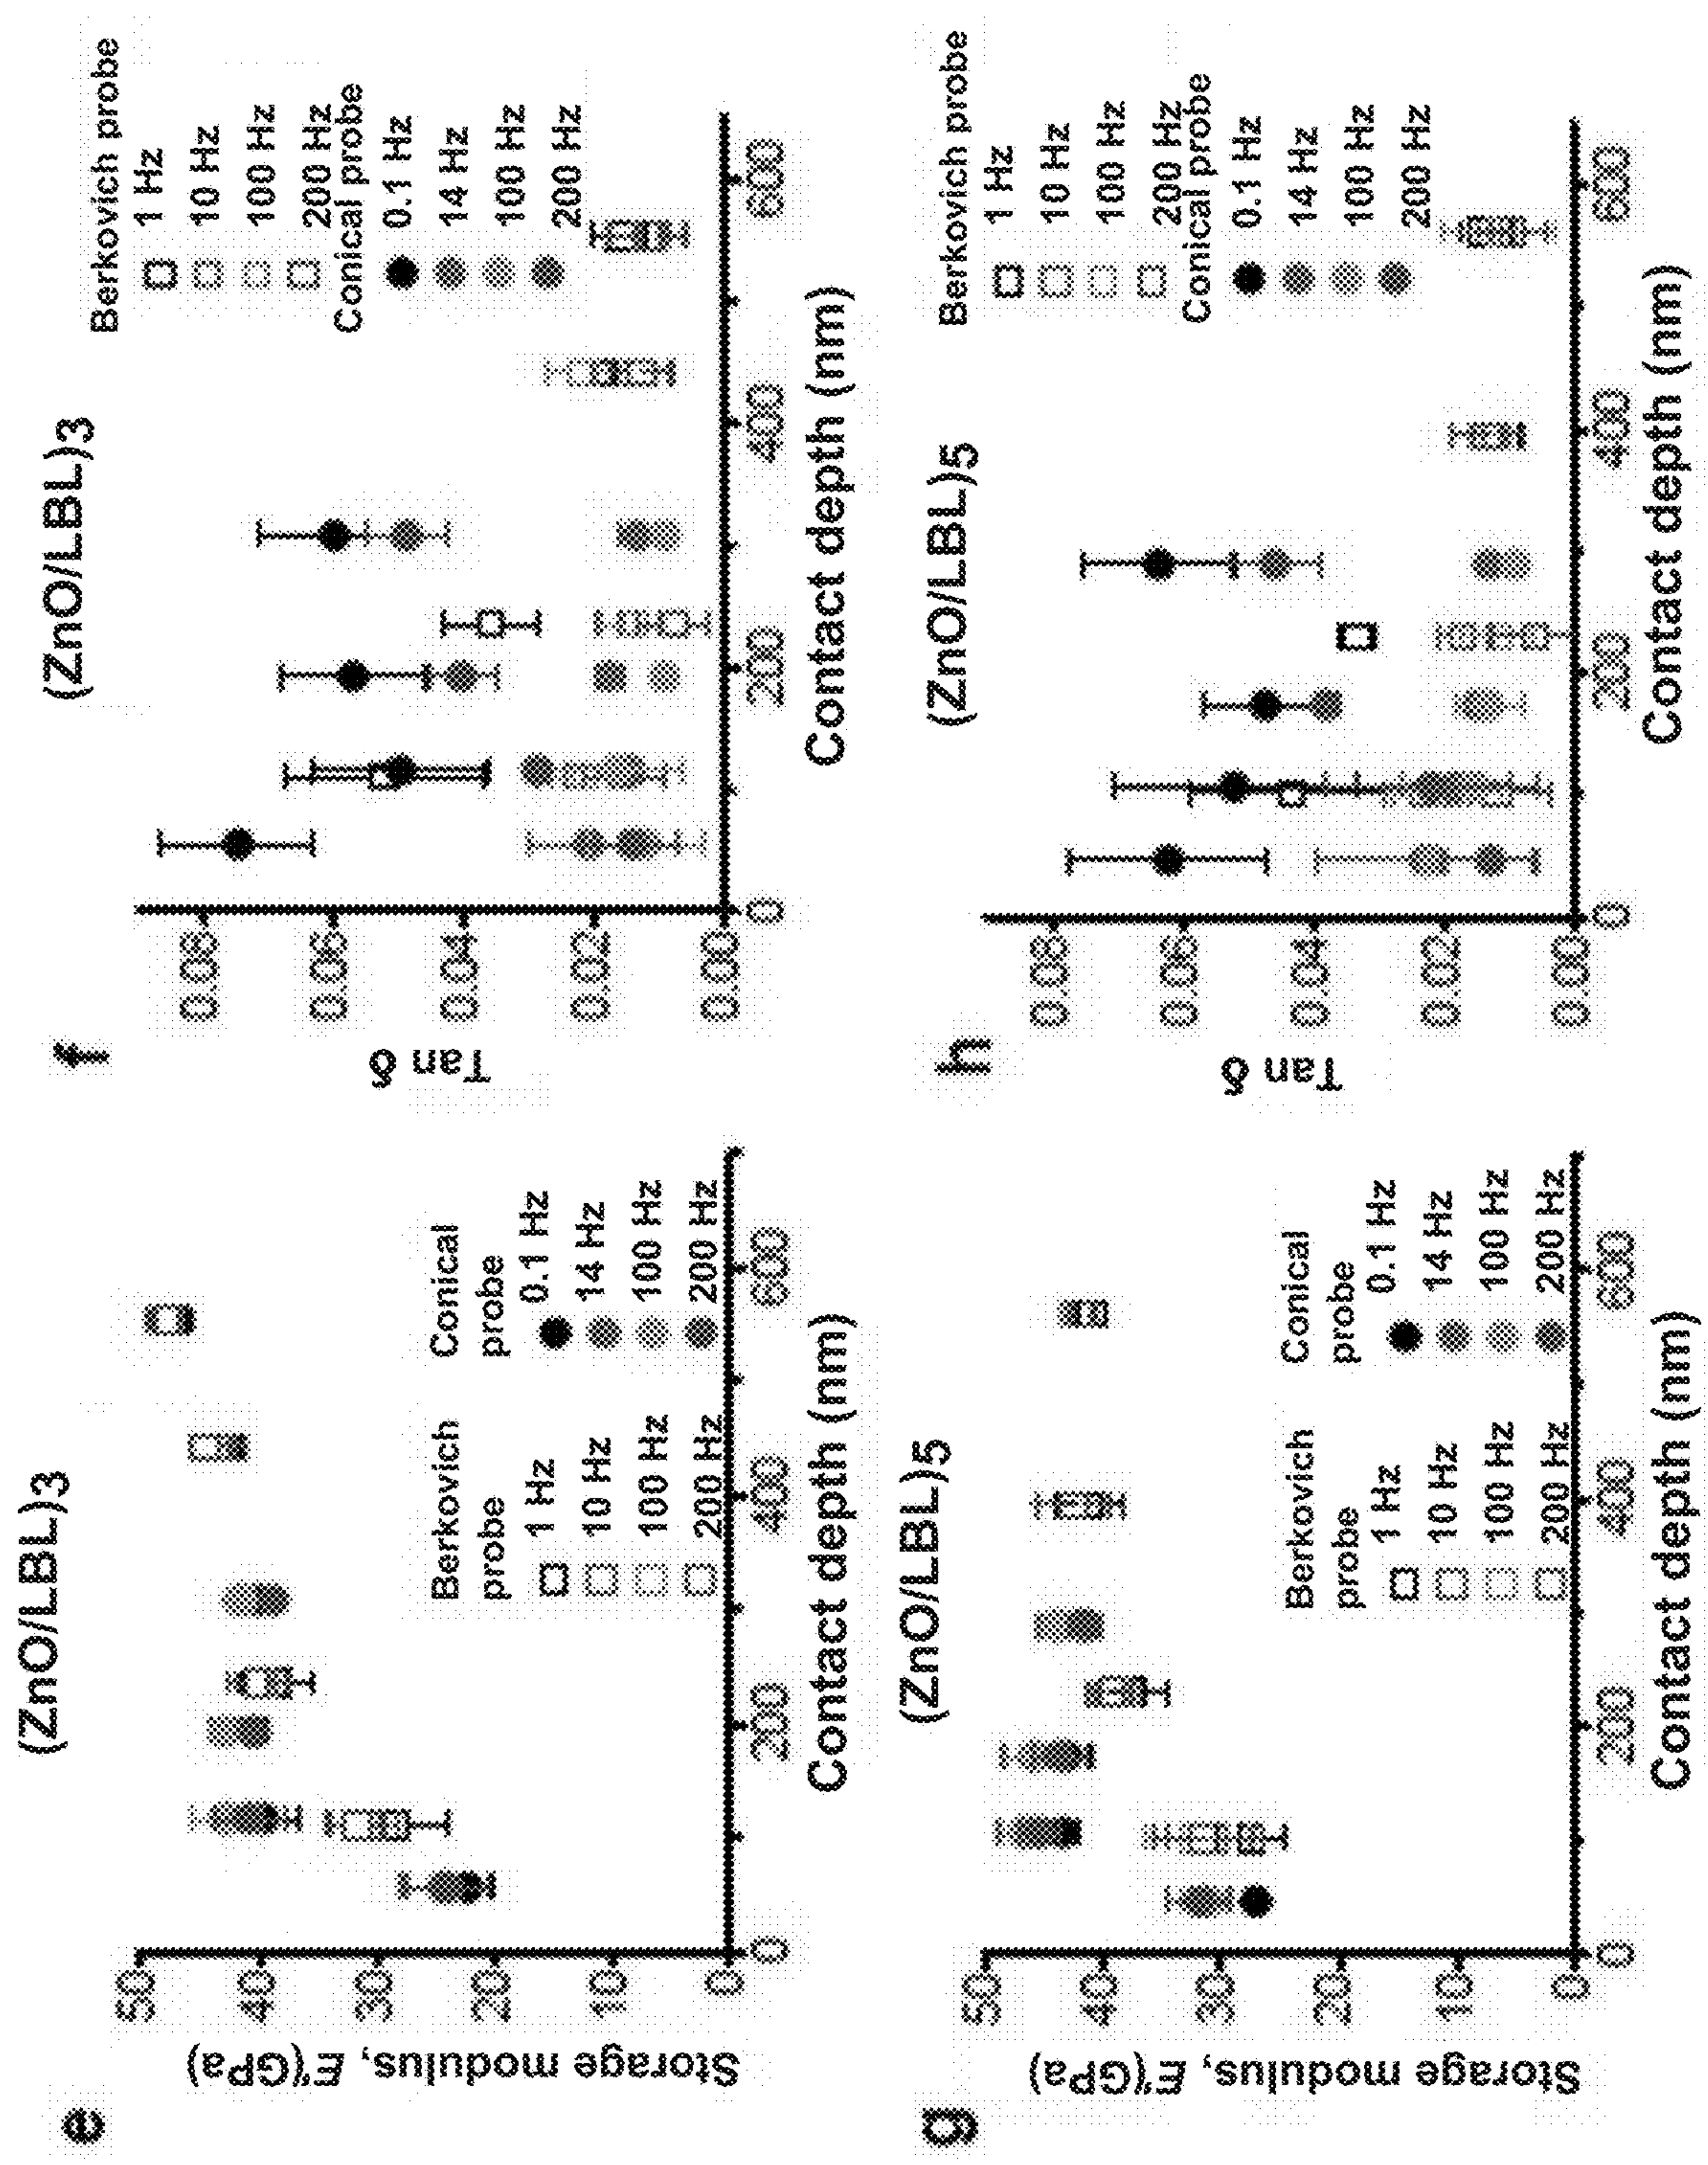 e
(ZnO/LBL)3
Storage modulus, E'(GPa)
50
40
30
20
10
0
Berkovich
probe
1 Hz
10 Hz
100 Hz
200 Hz
Conical
probe
0.1 Hz
14 Hz
100 Hz
200 Hz
0
200
400
600
Contact depth (nm)
f
(ZnO/LBL)3
Tan δ
0.08
0.06
0.04
0.02
0.00
Berkovich probe
1 Hz
10 Hz
100 Hz
200 Hz
Conical probe
0.1 Hz
14 Hz
100 Hz
200 Hz
0
200
400
600
Contact depth (nm)
g
(ZnO/LBL)5
Storage modulus, E'(GPa)
50
40
30
20
10
0
Berkovich
probe
1 Hz
10 Hz
100 Hz
200 Hz
Conical
probe
0.1 Hz
14 Hz
100 Hz
200 Hz
0
200
400
600
Contact depth (nm)
h
(ZnO/LBL)5
Tan δ
0.08
0.06
0.04
0.02
0.00
Berkovich probe
1 Hz
10 Hz
100 Hz
200 Hz
Conical probe
0.1 Hz
14 Hz
100 Hz
200 Hz
0
200
400
600
Contact depth (nm)